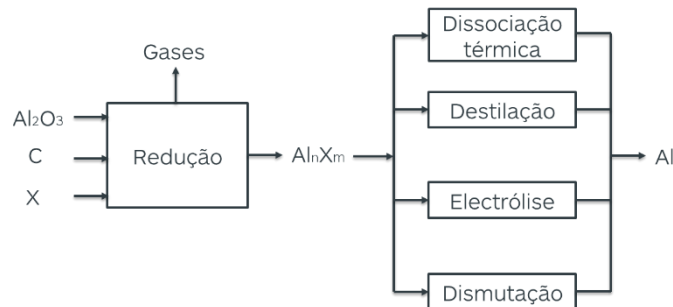 Gases
Al₂O₃
C
X
Redução
AlₙXₘ
Dissociação
térmica
Destilação
Electrólise
Dismutação
Al